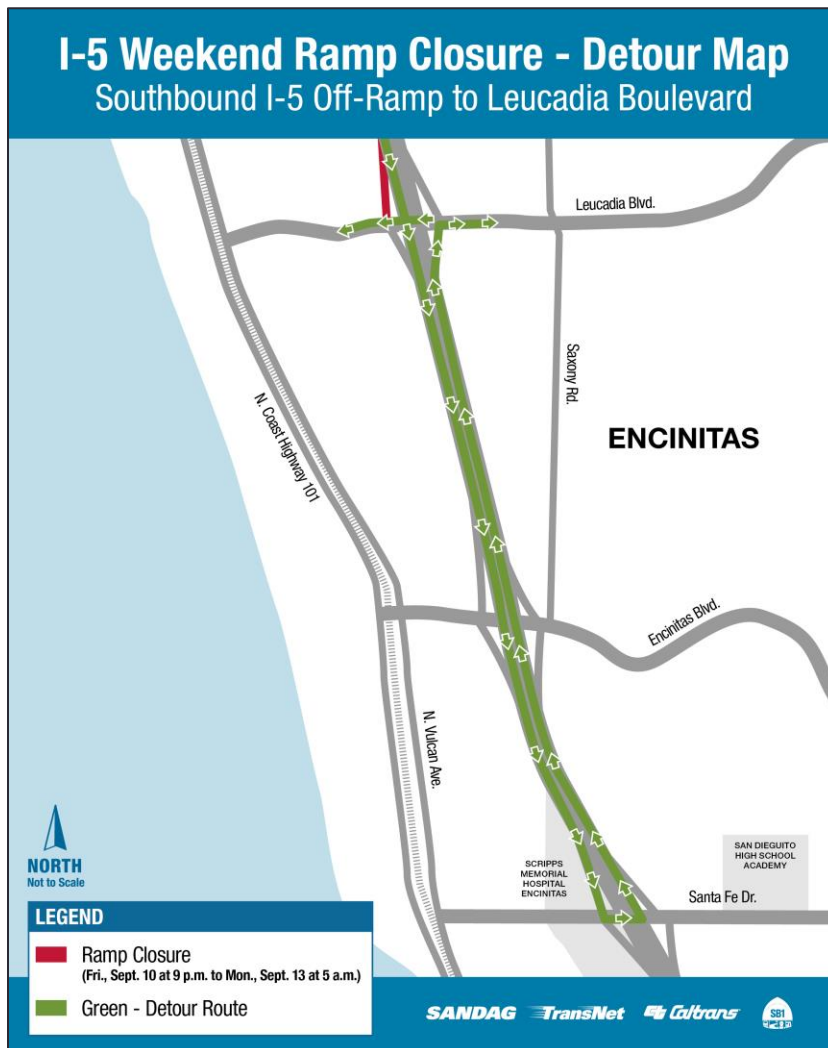 I-5 Weekend Ramp Closure - Detour Map
Southbound I-5 Off-Ramp to Leucadia Boulevard
Leucadia Blvd.
Saxony Rd.
N. Coast Highway 101
ENCINITAS
Encinitas Blvd.
N. Vulcan Ave.
NORTH
Not to Scale
SCRIPPS
MEMORIAL
HOSPITAL
ENCINITAS
SAN DIEGUITO
HIGH SCHOOL
ACADEMY
Santa Fe Dr.
LEGEND
Ramp Closure
(Fri., Sept. 10 at 9 p.m. to Mon., Sept. 13 at 5 a.m.)
Green - Detour Route
SANDAG TransNet Caltrans SB1